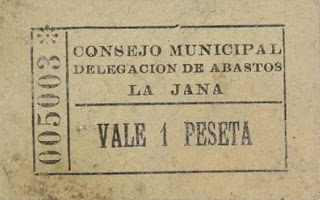 005003*
CONSEJO MUNICIPAL
DELEGACION DE ABASTOS
LA JANA
VALE 1 PESETA